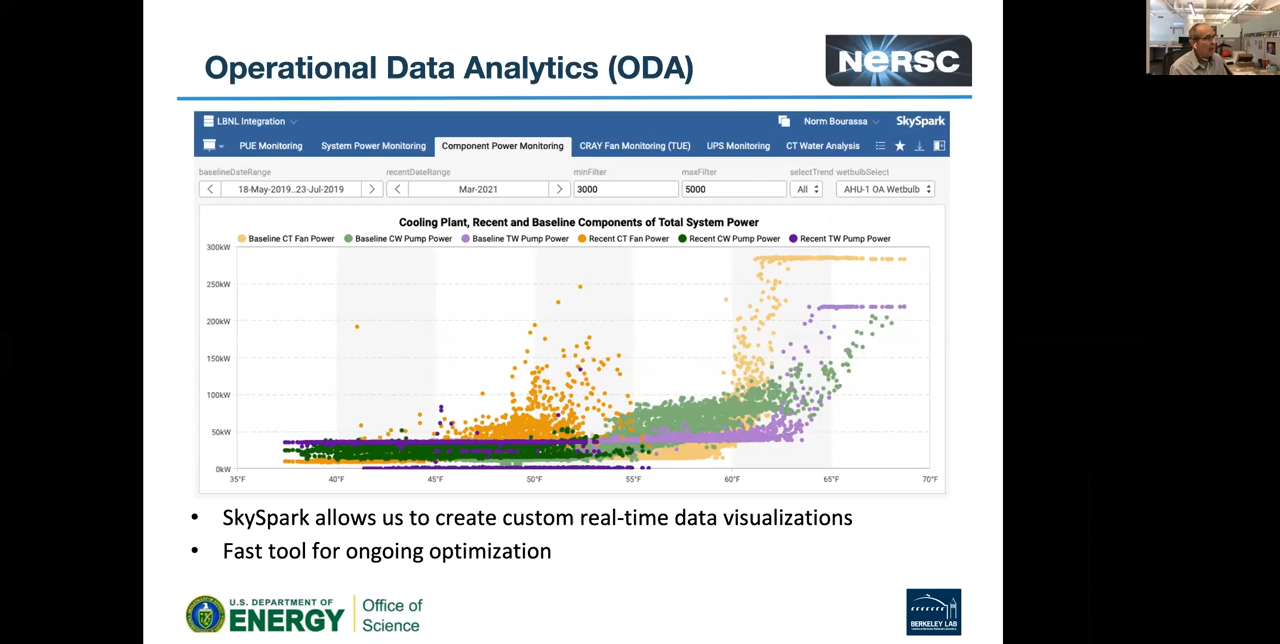 Operational Data Analytics (ODA)
NERSC
LBNL Integration
Norm Bourassa
SkySpark
PUE Monitoring
System Power Monitoring
Component Power Monitoring
CRAY Fan Monitoring (TUE)
UPS Monitoring
CT Water Analysis
baselineDateRange
recentDateRange
minFilter
maxFilter
selectTrend
wetbulbSelect
18-May-2019..23-Jul-2019
Mar-2021
3000
5000
All
AHU-1 OA Wetbulb
Cooling Plant, Recent and Baseline Components of Total System Power
Baseline CT Fan Power
Baseline CW Pump Power
Baseline TW Pump Power
Recent CT Fan Power
Recent CW Pump Power
Recent TW Pump Power
300kW
250kW
200kW
150kW
100kW
50kW
0kW
35°F
40°F
45°F
50°F
55°F
60°F
65°F
70°F
• SkySpark allows us to create custom real-time data visualizations
• Fast tool for ongoing optimization
U.S. DEPARTMENT OF
ENERGY
Office of
Science
BERKELEY LAB